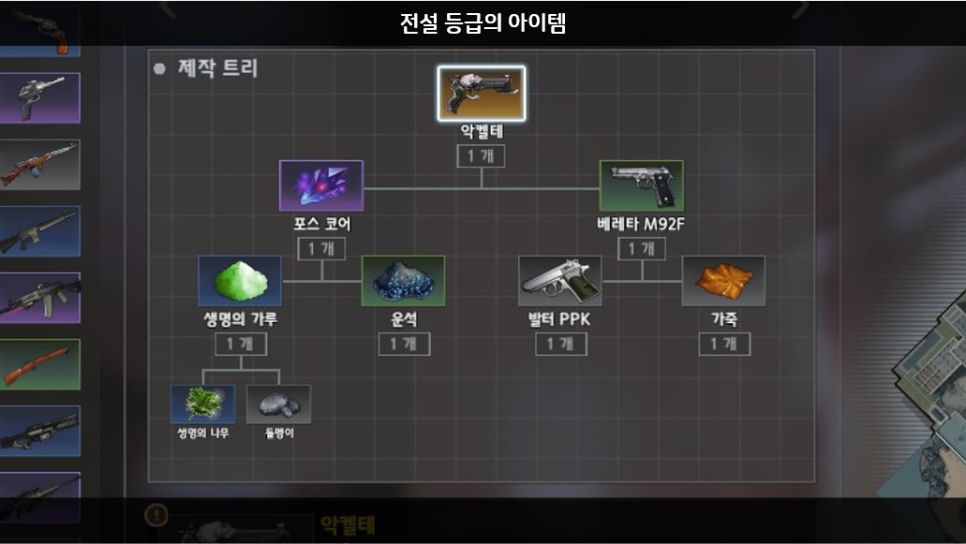 전설 등급의 아이템
제작 트리
악켈테
1 개
포스 코어
베레타 M92F
1 개
1 개
생명의 가루
운석
발터 PPK
가죽
1 개
1 개
1 개
1 개
생명의 나무
돌멩이
악켈테